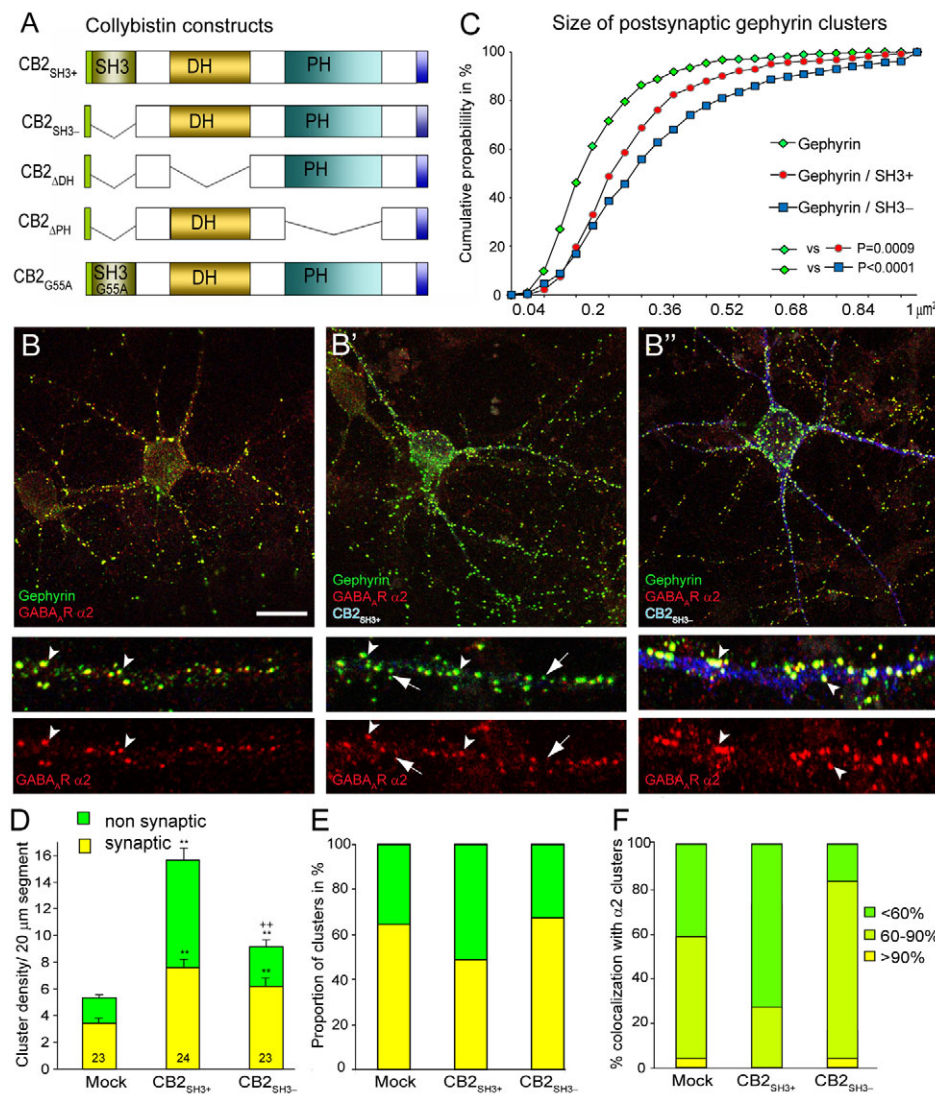 A
Collybistin constructs
CB2SH3+ SH3 DH PH
CB2SH3– DH PH
CB2ΔDH PH
CB2ΔPH DH
CB2G55A SH3 G55A DH PH
C
Size of postsynaptic gephyrin clusters
Cumulative propabilility in %
100
80
60
40
20
0
0.04 0.2 0.36 0.52 0.68 0.84 1 μm²
Gephyrin
Gephyrin / SH3+
Gephyrin / SH3–
vs P=0.0009
vs P<0.0001
B
Gephyrin
GABAAR α2
B'
Gephyrin
GABAAR α2
CB2SH3+
B''
Gephyrin
GABAAR α2
CB2SH3–
GABAAR α2
GABAAR α2
GABAAR α2
D
non synaptic
synaptic
Cluster density/ 20 μm segment
16
14
12
10
8
6
4
2
0
**
**
++
**
**
23 24 23
Mock CB2SH3+ CB2SH3–
E
Proportion of clusters in %
100
80
60
40
20
0
Mock CB2SH3+ CB2SH3–
F
% colocalization with α2 clusters
100
80
60
40
20
0
<60%
60-90%
>90%
Mock CB2SH3+ CB2SH3–